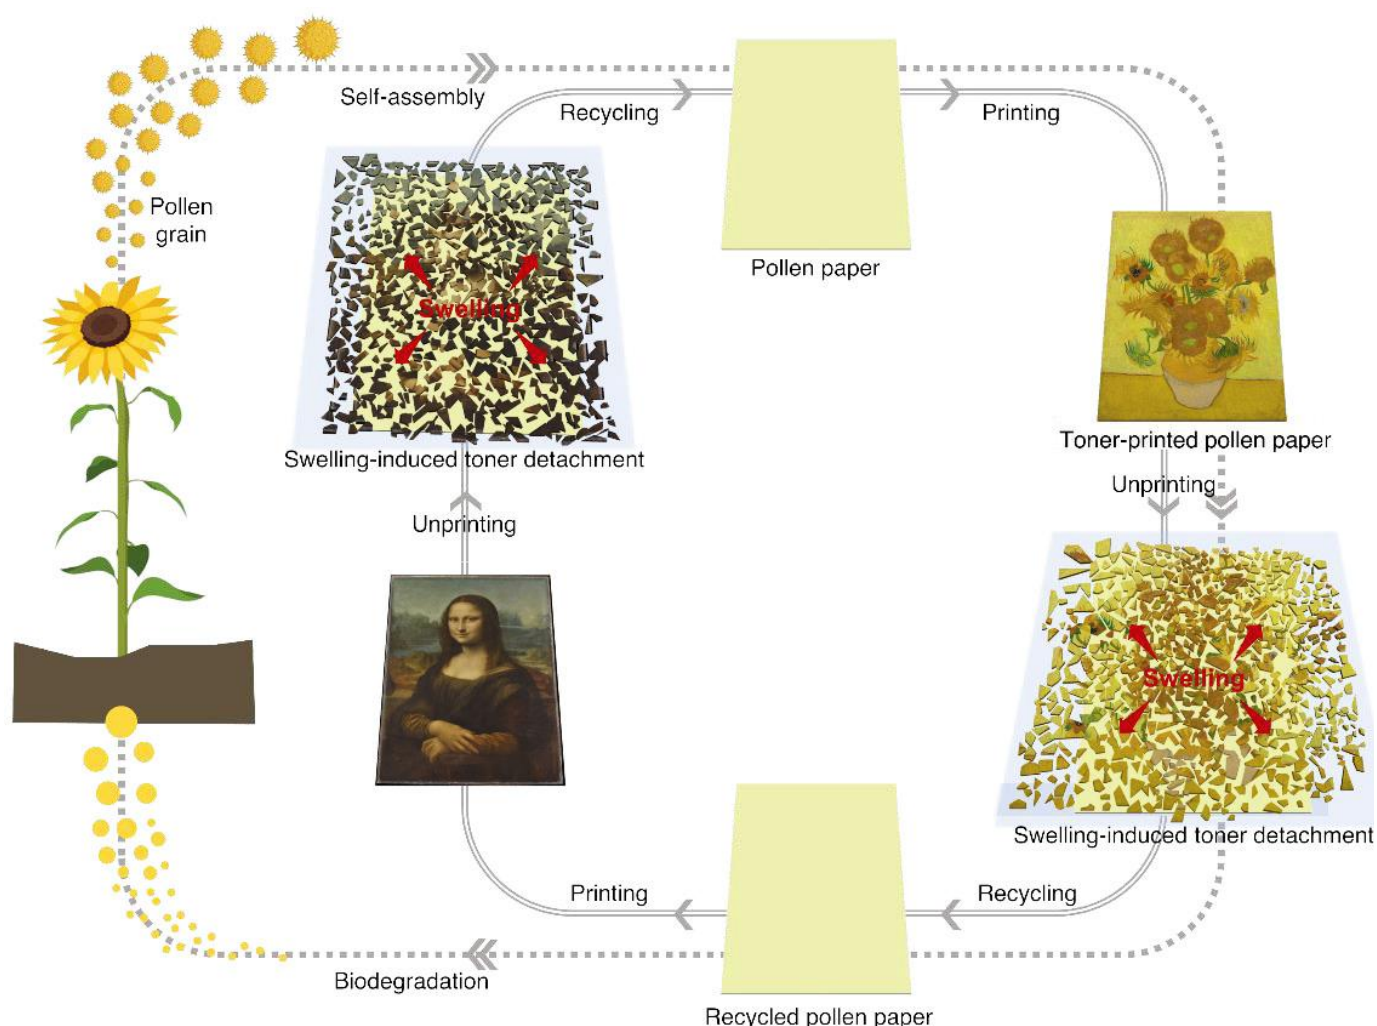 Self-assembly
Recycling
Printing
Pollen
grain
Pollen paper
Swelling
Swelling-induced toner detachment
Toner-printed pollen paper
Unprinting
Unprinting
Swelling
Swelling-induced toner detachment
Printing
Recycling
Biodegradation
Recycled pollen paper